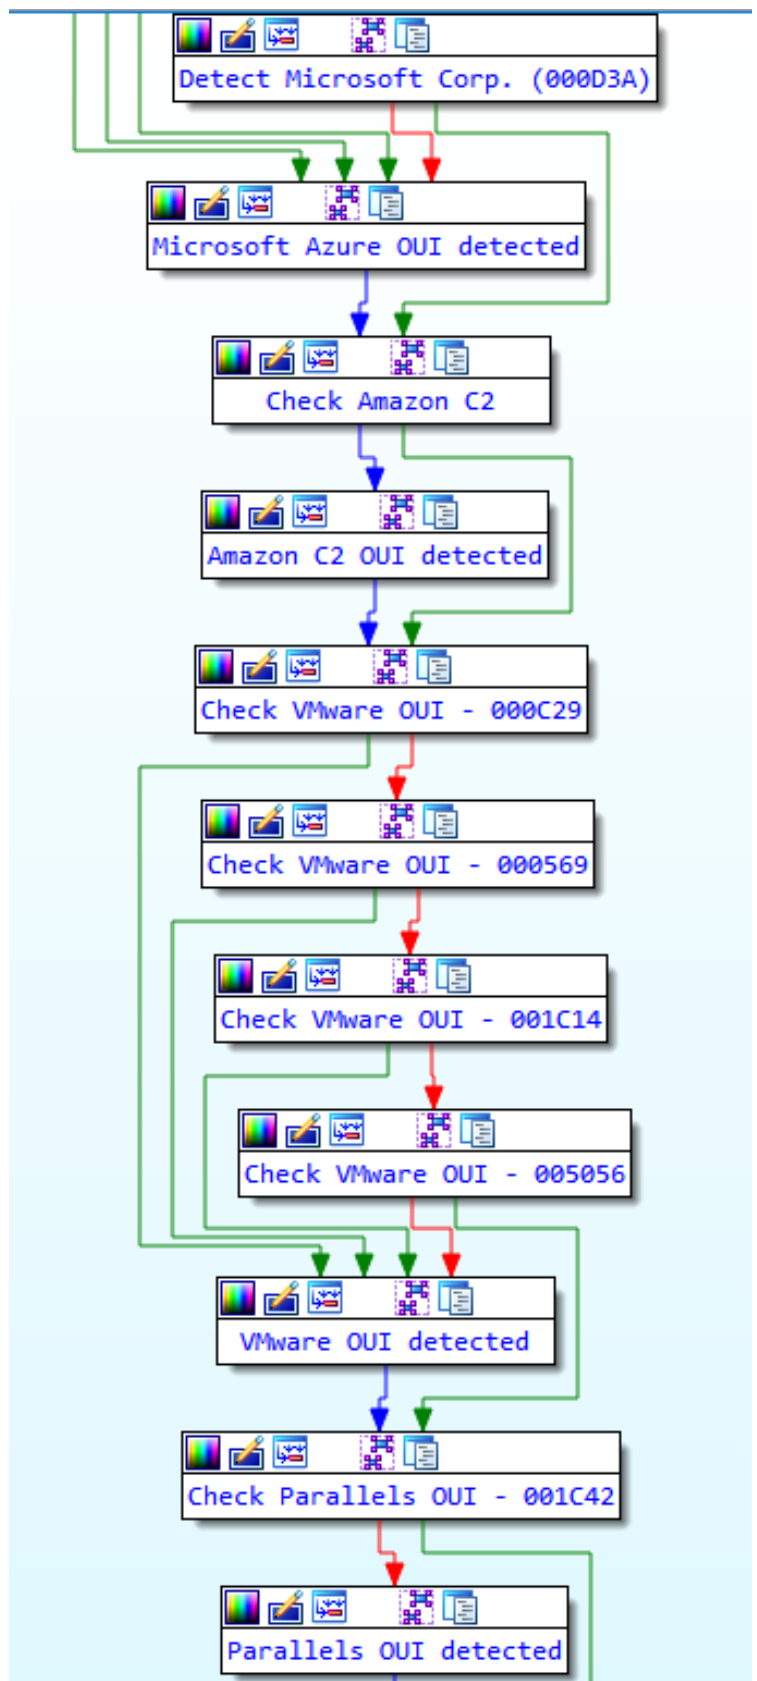 Detect Microsoft Corp. (000D3A)
Microsoft Azure OUI detected
Check Amazon C2
Amazon C2 OUI detected
Check VMware OUI - 000C29
Check VMware OUI - 000569
Check VMware OUI - 001C14
Check VMware OUI - 005056
VMware OUI detected
Check Parallels OUI - 001C42
Parallels OUI detected